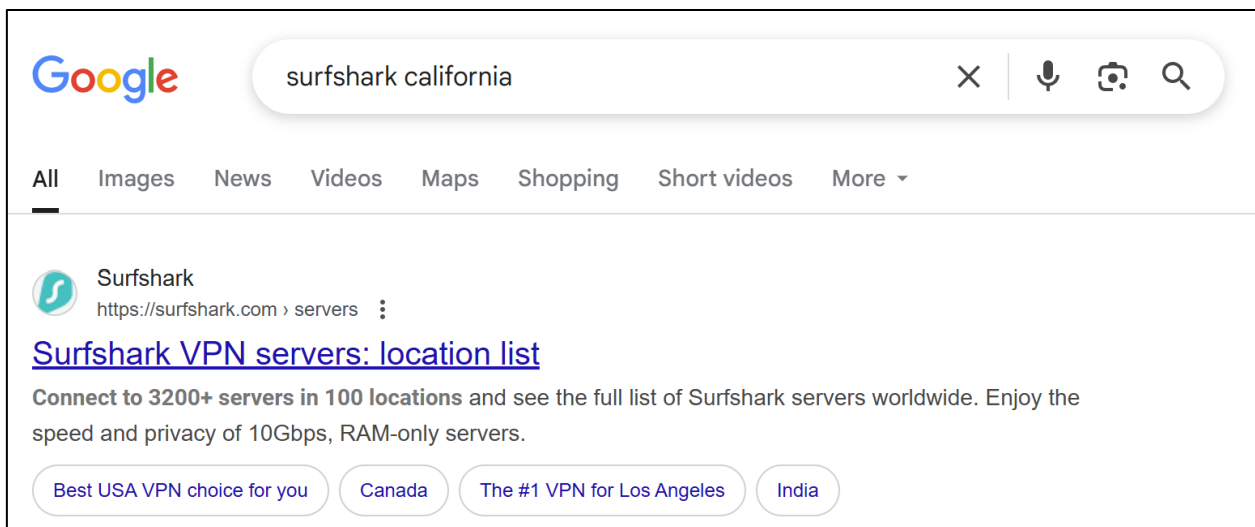 Google
surfshark california
All Images News Videos Maps Shopping Short videos More
Surfshark
https://surfshark.com › servers
Surfshark VPN servers: location list
Connect to 3200+ servers in 100 locations and see the full list of Surfshark servers worldwide. Enjoy the
speed and privacy of 10Gbps, RAM-only servers.
Best USA VPN choice for you Canada The #1 VPN for Los Angeles India